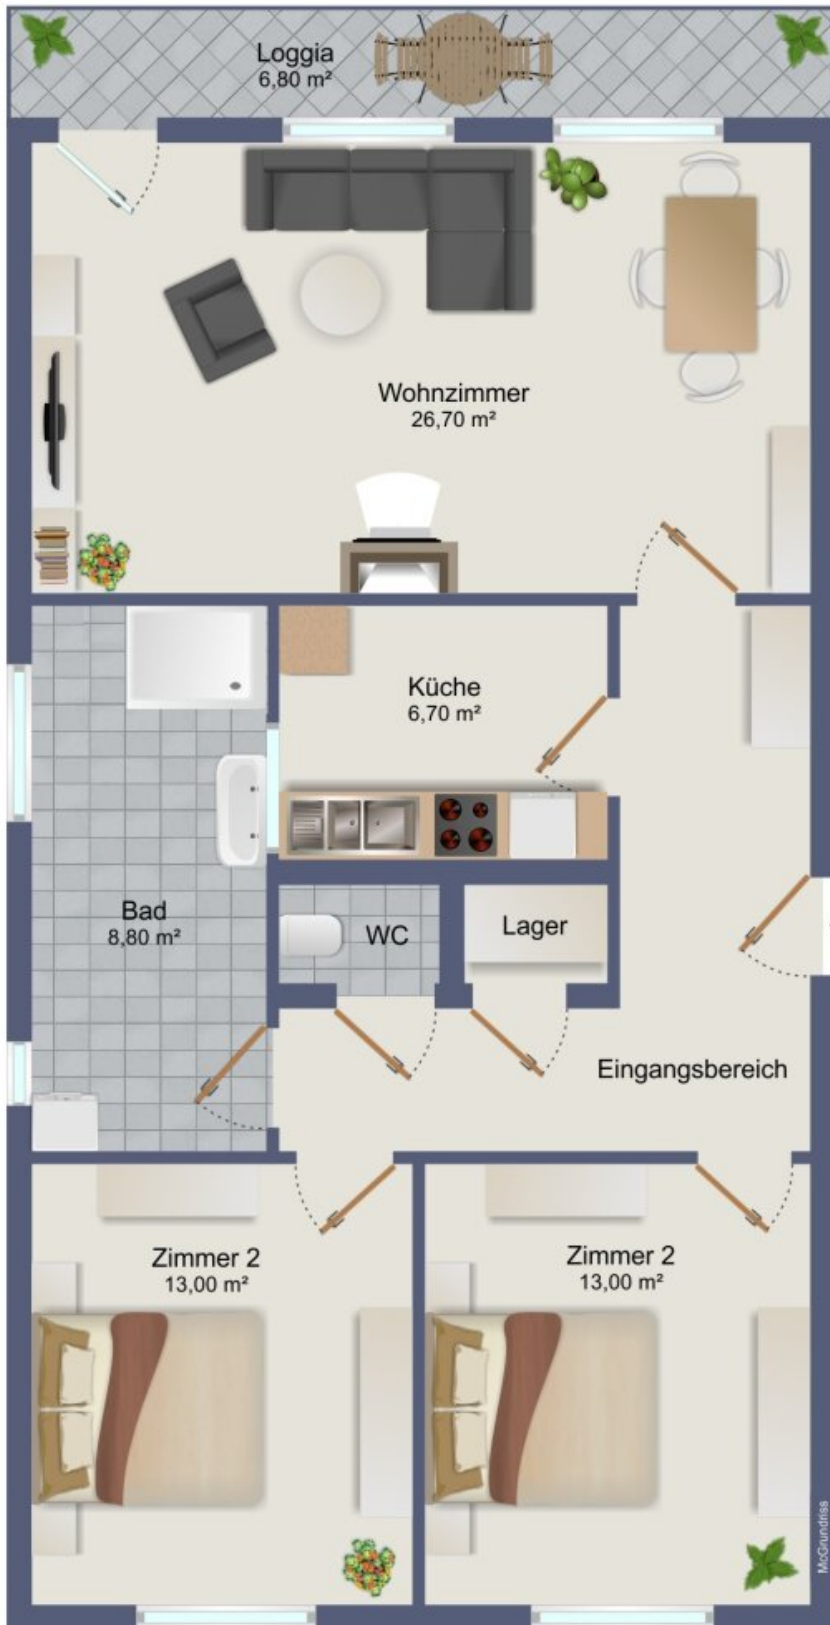 Loggia
6,80 m²
Wohnzimmer
26,70 m²
Küche
6,70 m²
Bad
8,80 m²
WC
Lager
Eingangsbereich
Zimmer 2
13,00 m²
Zimmer 2
13,00 m²
McGrundriss